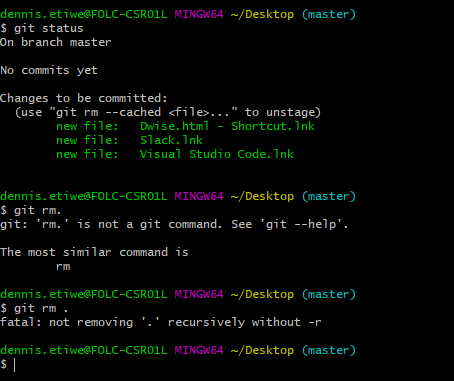 dennis.etiwe@FOLC-CSR01L MINGW64 ~/Desktop (master)
$ git status
On branch master
No commits yet
Changes to be committed:
(use "git rm --cached <file>..." to unstage)
new file: Dwise.html - Shortcut.lnk
new file: Slack.lnk
new file: Visual Studio Code.lnk
dennis.etiwe@FOLC-CSR01L MINGW64 ~/Desktop (master)
$ git rm.
git: 'rm.' is not a git command. See 'git --help'.
The most similar command is
rm
dennis.etiwe@FOLC-CSR01L MINGW64 ~/Desktop (master)
$ git rm .
fatal: not removing '.' recursively without -r
dennis.etiwe@FOLC-CSR01L MINGW64 ~/Desktop (master)
$